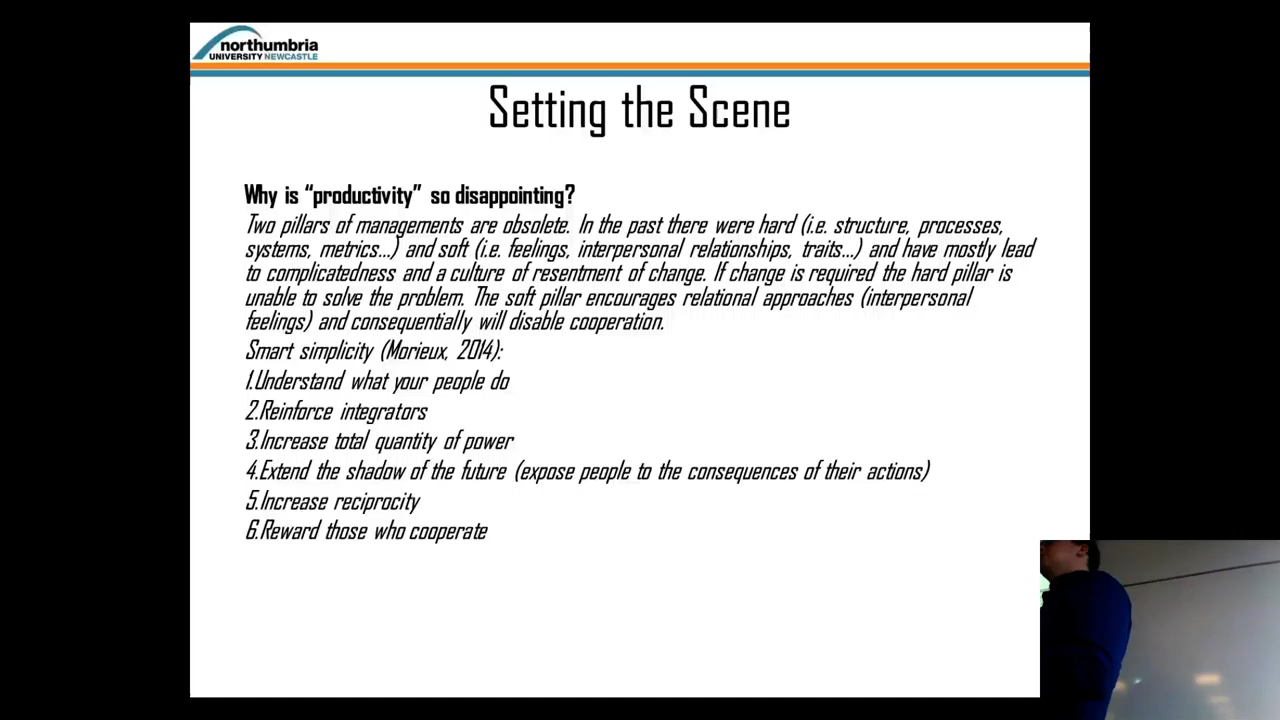 northumbria
UNIVERSITY NEWCASTLE
Setting the Scene
Why is “productivity” so disappointing?
Two pillars of managements are obsolete. In the past there were hard (i.e. structure, processes,
systems, metrics...) and soft (i.e. feelings, interpersonal relationships, traits...) and have mostly lead
to complicatedness and a culture of resentment of change. If change is required the hard pillar is
unable to solve the problem. The soft pillar encourages relational approaches (interpersonal
feelings) and consequentially will disable cooperation.
Smart simplicity (Morieux, 2014):
1.Understand what your people do
2.Reinforce integrators
3.Increase total quantity of power
4.Extend the shadow of the future (expose people to the consequences of their actions)
5.Increase reciprocity
6.Reward those who cooperate